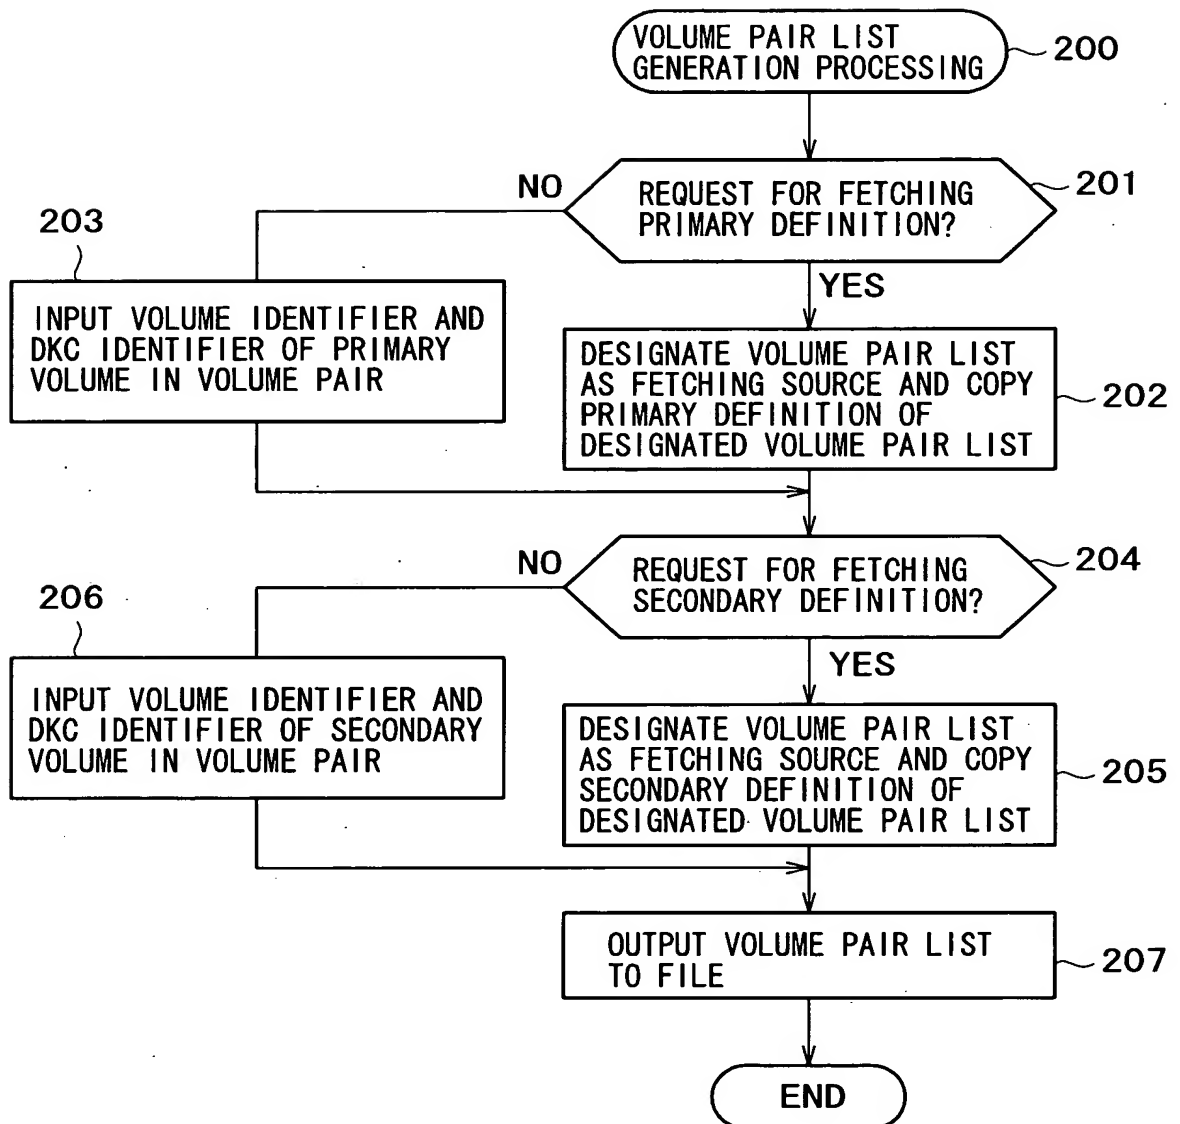 VOLUME PAIR LIST
GENERATION PROCESSING
200
REQUEST FOR FETCHING
PRIMARY DEFINITION?
201
NO
YES
203
INPUT VOLUME IDENTIFIER AND
DKC IDENTIFIER OF PRIMARY
VOLUME IN VOLUME PAIR
DESIGNATE VOLUME PAIR LIST
AS FETCHING SOURCE AND COPY
PRIMARY DEFINITION OF
DESIGNATED VOLUME PAIR LIST
202
REQUEST FOR FETCHING
SECONDARY DEFINITION?
204
NO
YES
206
INPUT VOLUME IDENTIFIER AND
DKC IDENTIFIER OF SECONDARY
VOLUME IN VOLUME PAIR
DESIGNATE VOLUME PAIR LIST
AS FETCHING SOURCE AND COPY
SECONDARY DEFINITION OF
DESIGNATED VOLUME PAIR LIST
205
OUTPUT VOLUME PAIR LIST
TO FILE
207
END